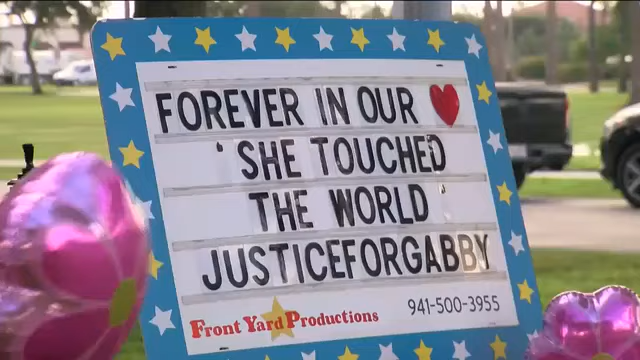 FOREVER IN OUR ❤
'SHE TOUCHED
THE WORLD'
JUSTICEFORGABBY
Front Yard Productions 941-500-3955